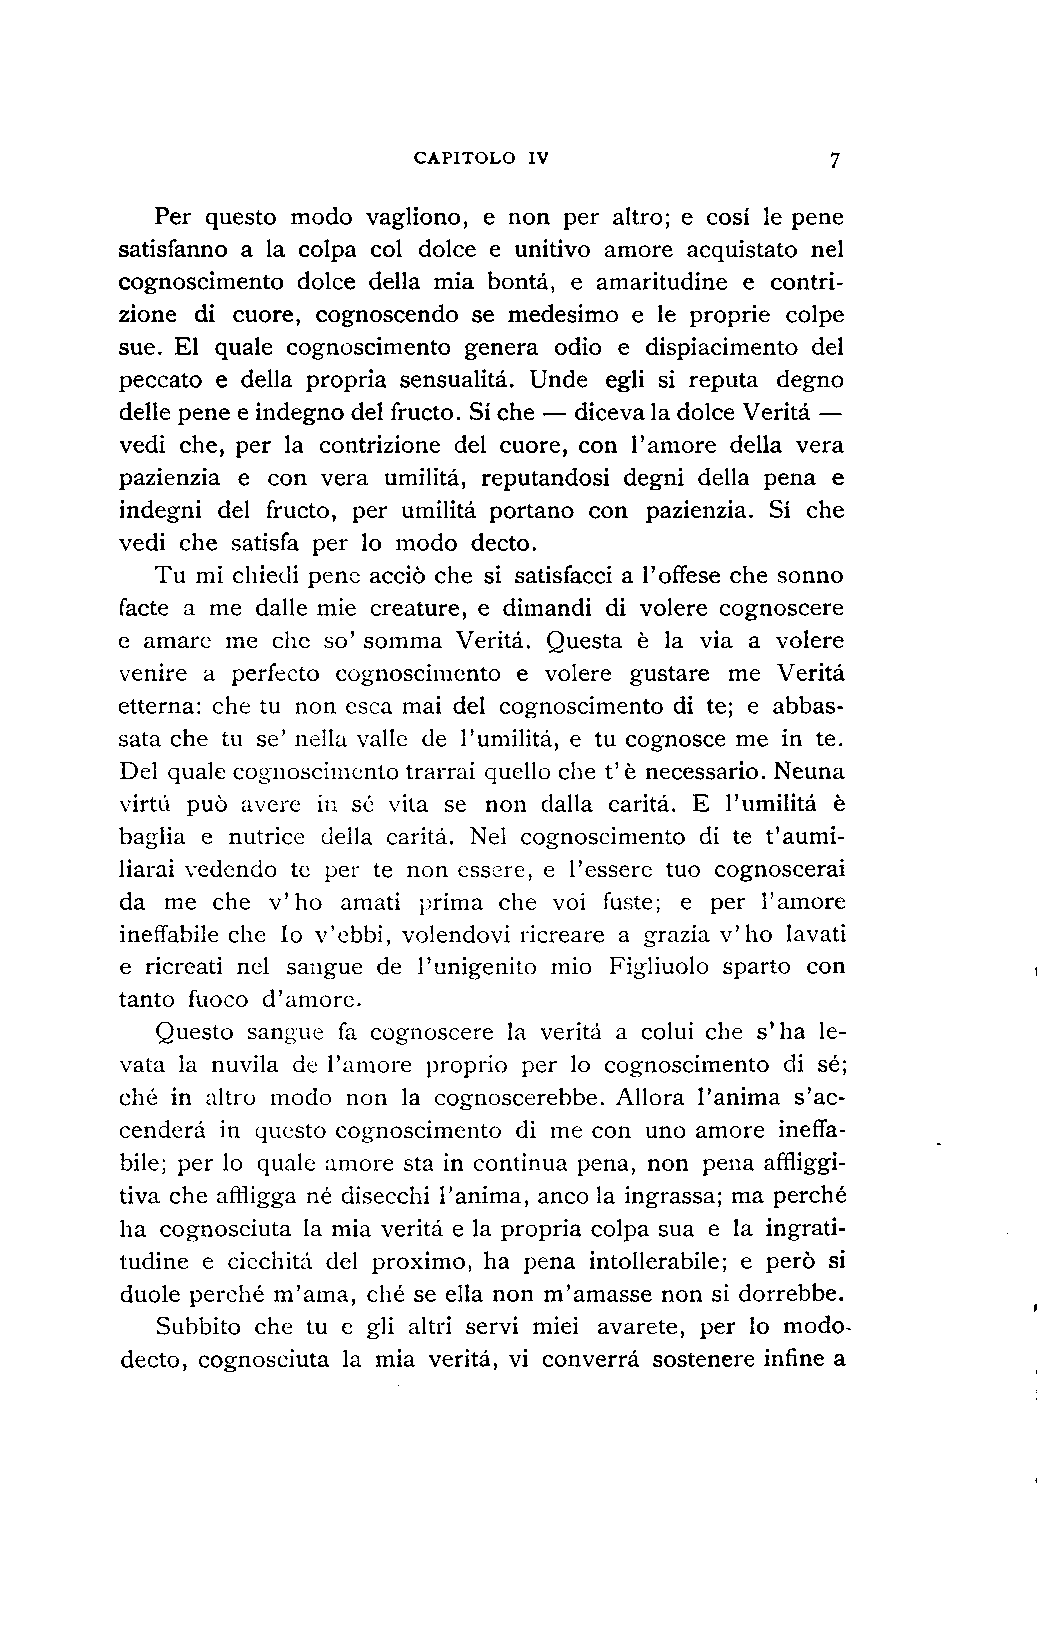 CAPITOLO IV 7
Per questo modo vagliono, e non per altro; e cosí le pene
satisfanno a la colpa col dolce e unitivo amore acquistato nel
cognoscimento dolce della mia bontá, e amaritudine e contri-
zione di cuore, cognoscendo se medesimo e le proprie colpe
sue. El quale cognoscimento genera odio e dispiacimento del
peccato e della propria sensualitá. Unde egli si reputa degno
delle pene e indegno del fructo. Sí che — diceva la dolce Veritá —
vedi che, per la contrizione del cuore, con l'amore della vera
pazienzia e con vera umilitá, reputandosi degni della pena e
indegni del fructo, per umilitá portano con pazienzia. Sí che
vedi che satisfa per lo modo decto.
Tu mi chiedi pene acciò che si satisfacci a l'offese che sonno
facte a me dalle mie creature, e dimandi di volere cognoscere
e amare me che so' somma Veritá. Questa è la via a volere
venire a perfecto cognoscimento e volere gustare me Veritá
etterna: che tu non esca mai del cognoscimento di te; e abbas-
sata che tu se' nella valle de l'umilitá, e tu cognosce me in te.
Del quale cognoscimento trarrai quello che t'è necessario. Neuna
virtú può avere in sé vita se non dalla caritá. E l'umilitá è
baglia e nutrice della caritá. Nel cognoscimento di te t'aumi-
liarai vedendo te per te non essere, e l'essere tuo cognoscerai
da me che v'ho amati prima che voi fuste; e per l'amore
ineffabile che Io v'ebbi, volendovi ricreare a grazia v'ho lavati
e ricreati nel sangue de l'unigenito mio Figliuolo sparto con
tanto fuoco d'amore.
Questo sangue fa cognoscere la veritá a colui che s'ha le-
vata la nuvila de l'amore proprio per lo cognoscimento di sé;
ché in altro modo non la cognoscerebbe. Allora l'anima s'ac-
cenderá in questo cognoscimento di me con uno amore ineffa-
bile; per lo quale amore sta in continua pena, non pena affliggi-
tiva che affligga né disecchi l'anima, anco la ingrassa; ma perché
ha cognosciuta la mia veritá e la propria colpa sua e la ingrati-
tudine e ciechitá del proximo, ha pena intollerabile; e però si
duole perché m'ama, ché se ella non m'amasse non si dorrebbe.
Subbito che tu e gli altri servi miei avarete, per lo modo
decto, cognosciuta la mia veritá, vi converrá sostenere infine a